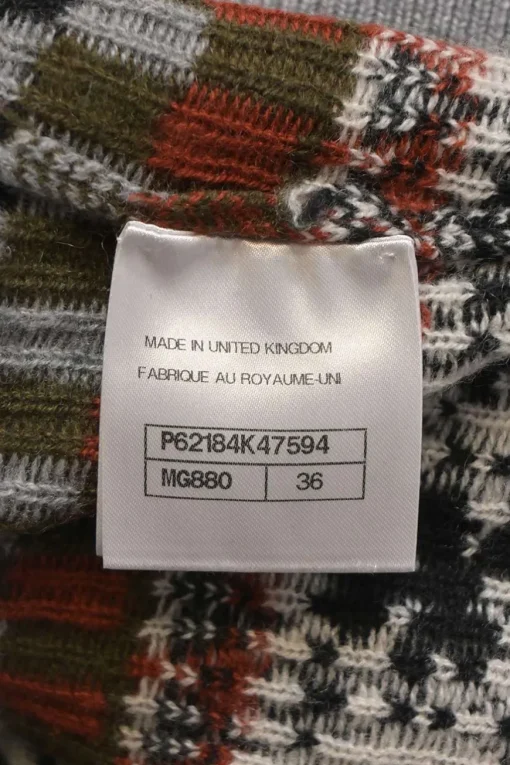 MADE IN UNITED KINGDOM
FABRIQUE AU ROYAUME-UNI
P62184K47594
MG880 36